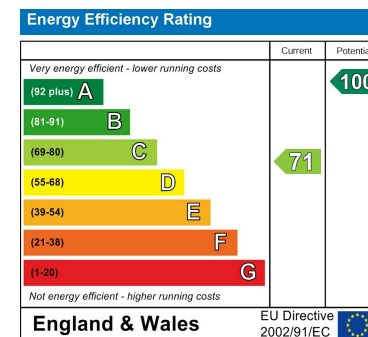 Energy Efficiency Rating
Current Potentia
Very energy efficient - lower running costs
(92 plus) A
100
(81-91) B
(69-80) C
71
(55-68) D
(39-54) E
(21-38) F
(1-20) G
Not energy efficient - higher running costs
England & Wales
EU Directive
2002/91/EC